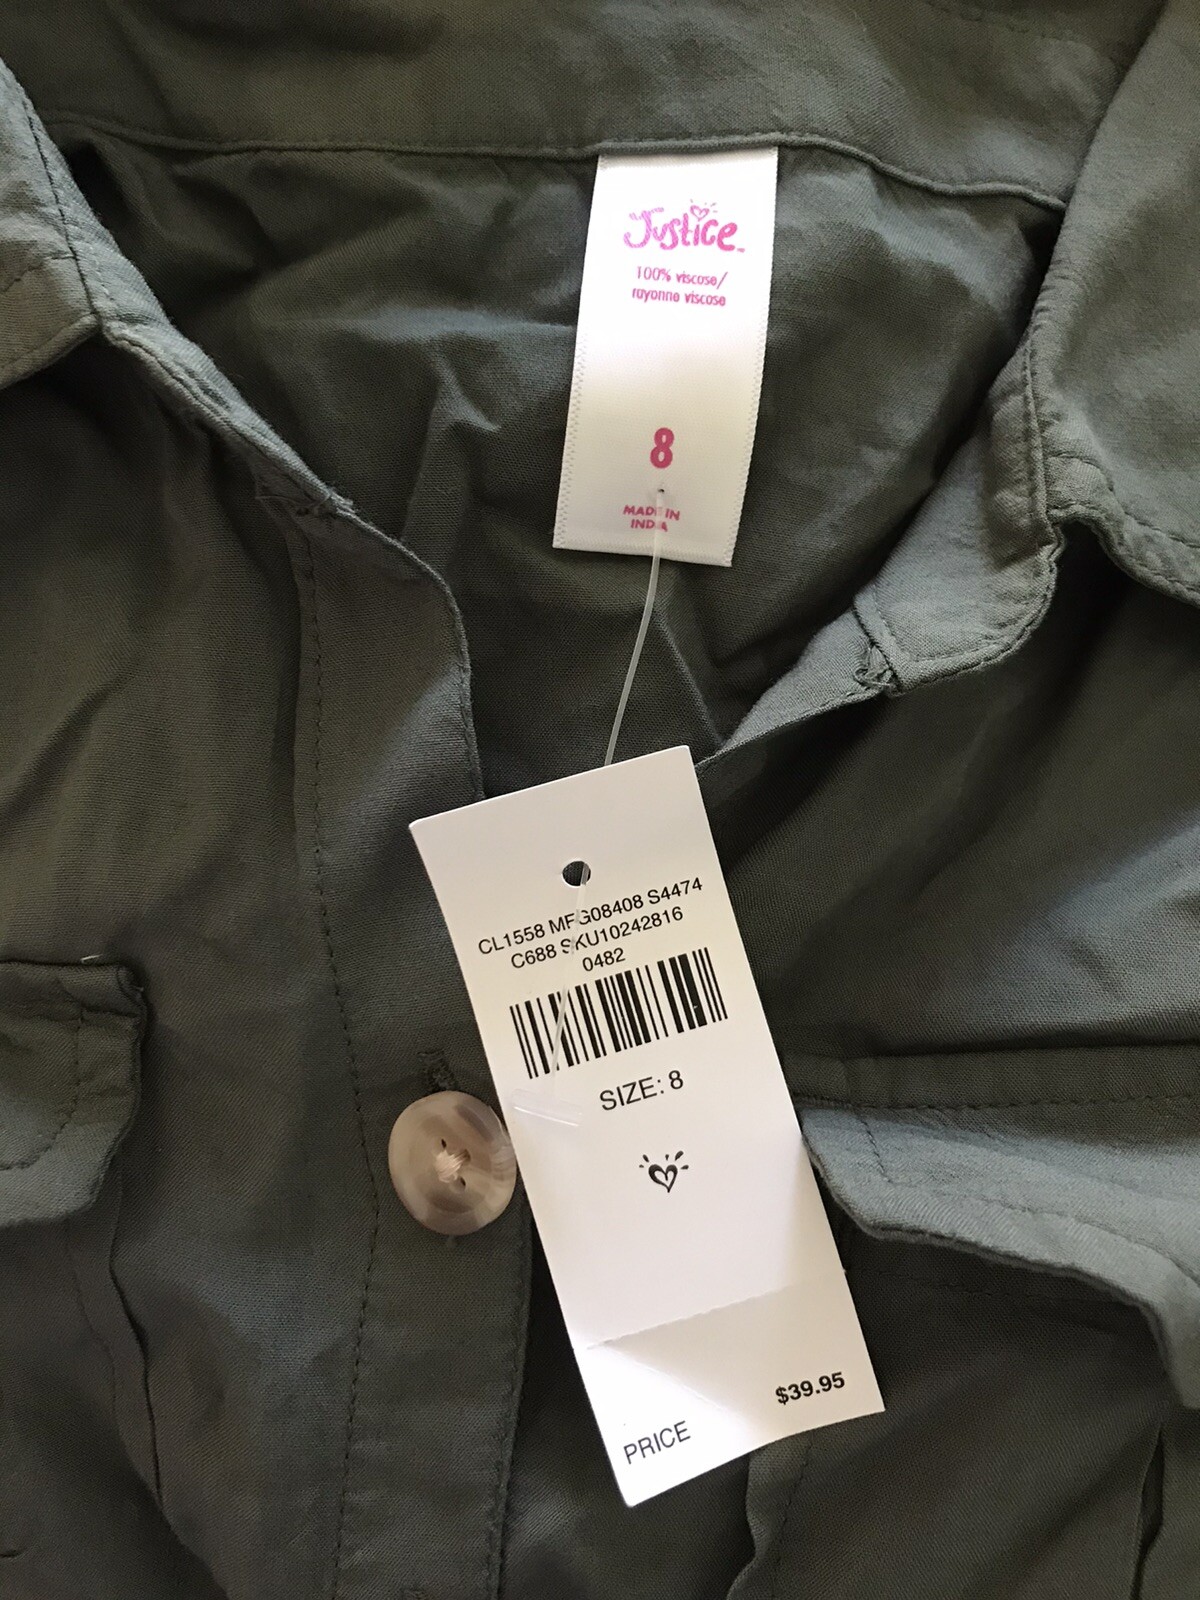 Justice
100% viscose/
rayonne viscose
8
MADE IN
INDIA
CL1558 MFG08408 S4474
C688 SKU10242816
0482
SIZE: 8
$39.95
PRICE